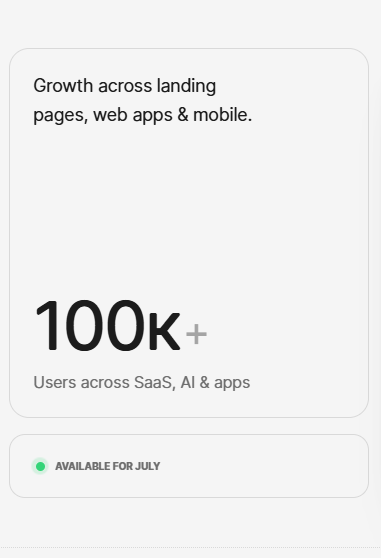 Growth across landing
pages, web apps & mobile.
100K+
Users across SaaS, AI & apps
AVAILABLE FOR JULY